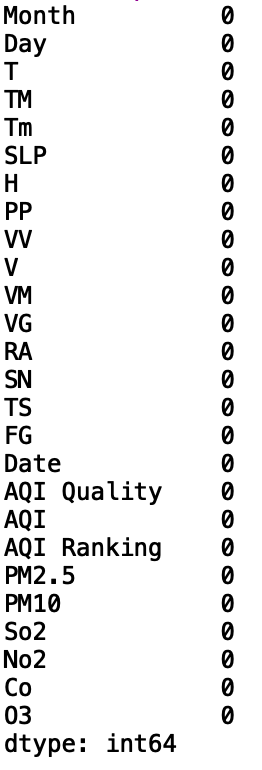 Month 0
Day 0
T 0
TM 0
Tm 0
SLP 0
H 0
PP 0
VV 0
V 0
VM 0
VG 0
RA 0
SN 0
TS 0
FG 0
Date 0
AQI Quality 0
AQI 0
AQI Ranking 0
PM2.5 0
PM10 0
So2 0
No2 0
Co 0
O3 0
dtype: int64